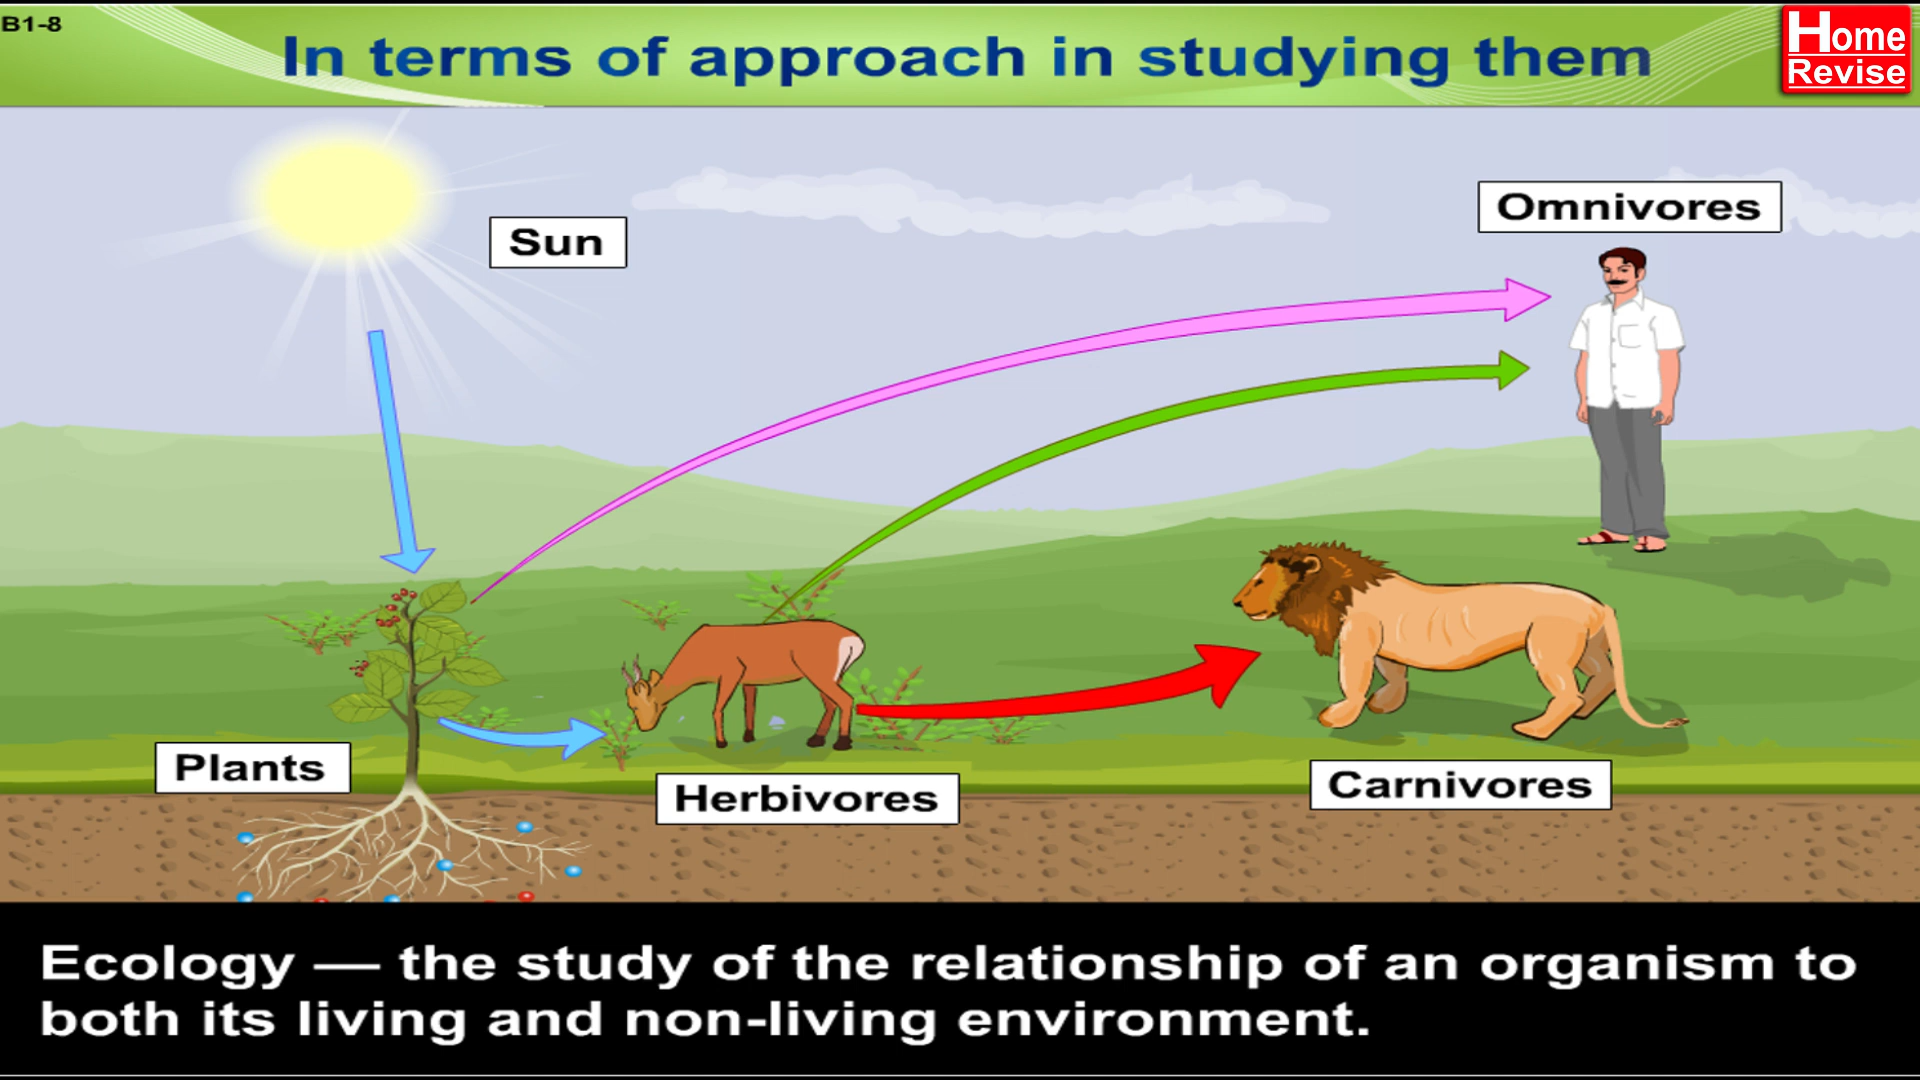 B1-8
In terms of approach in studying them
Home
Revise
Omnivores
Sun
Plants
Herbivores
Carnivores
Ecology — the study of the relationship of an organism to
both its living and non-living environment.